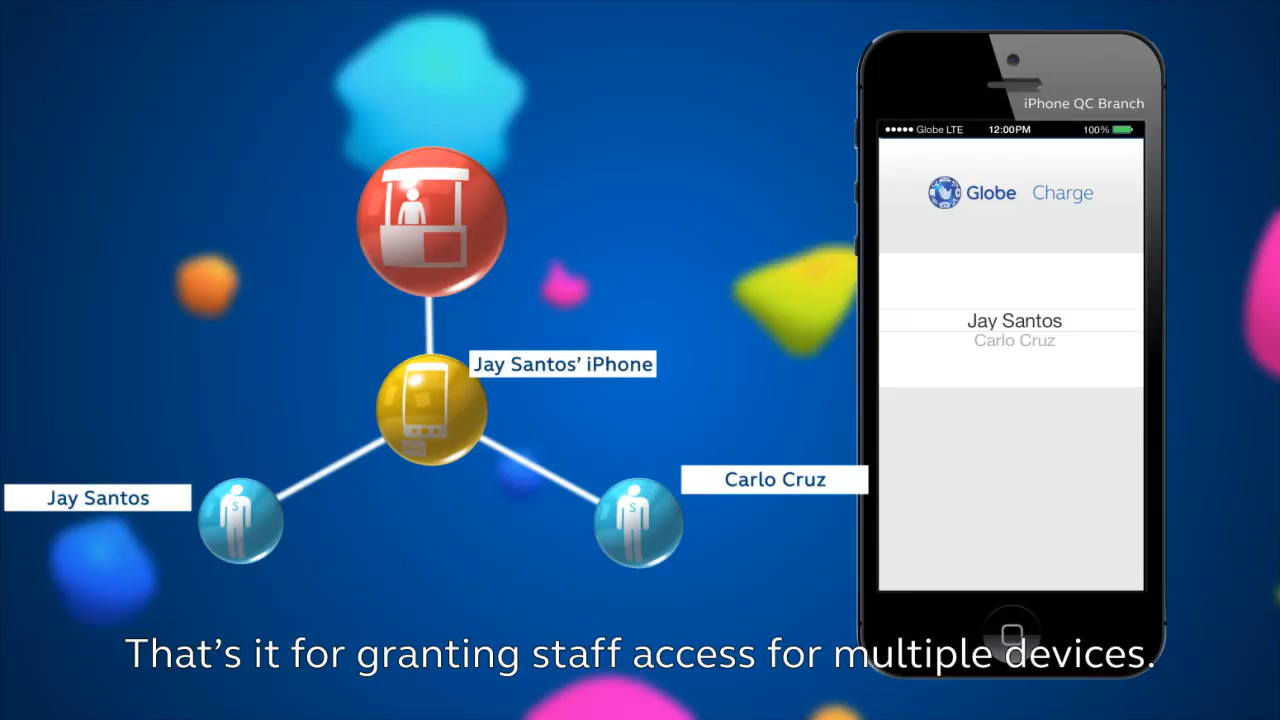 iPhone QC Branch
Globe LTE 12:00PM 100%
Globe Charge
Jay Santos
Carlo Cruz
Jay Santos’ iPhone
Jay Santos
S
Carlo Cruz
S
That’s it for granting staff access for multiple devices.